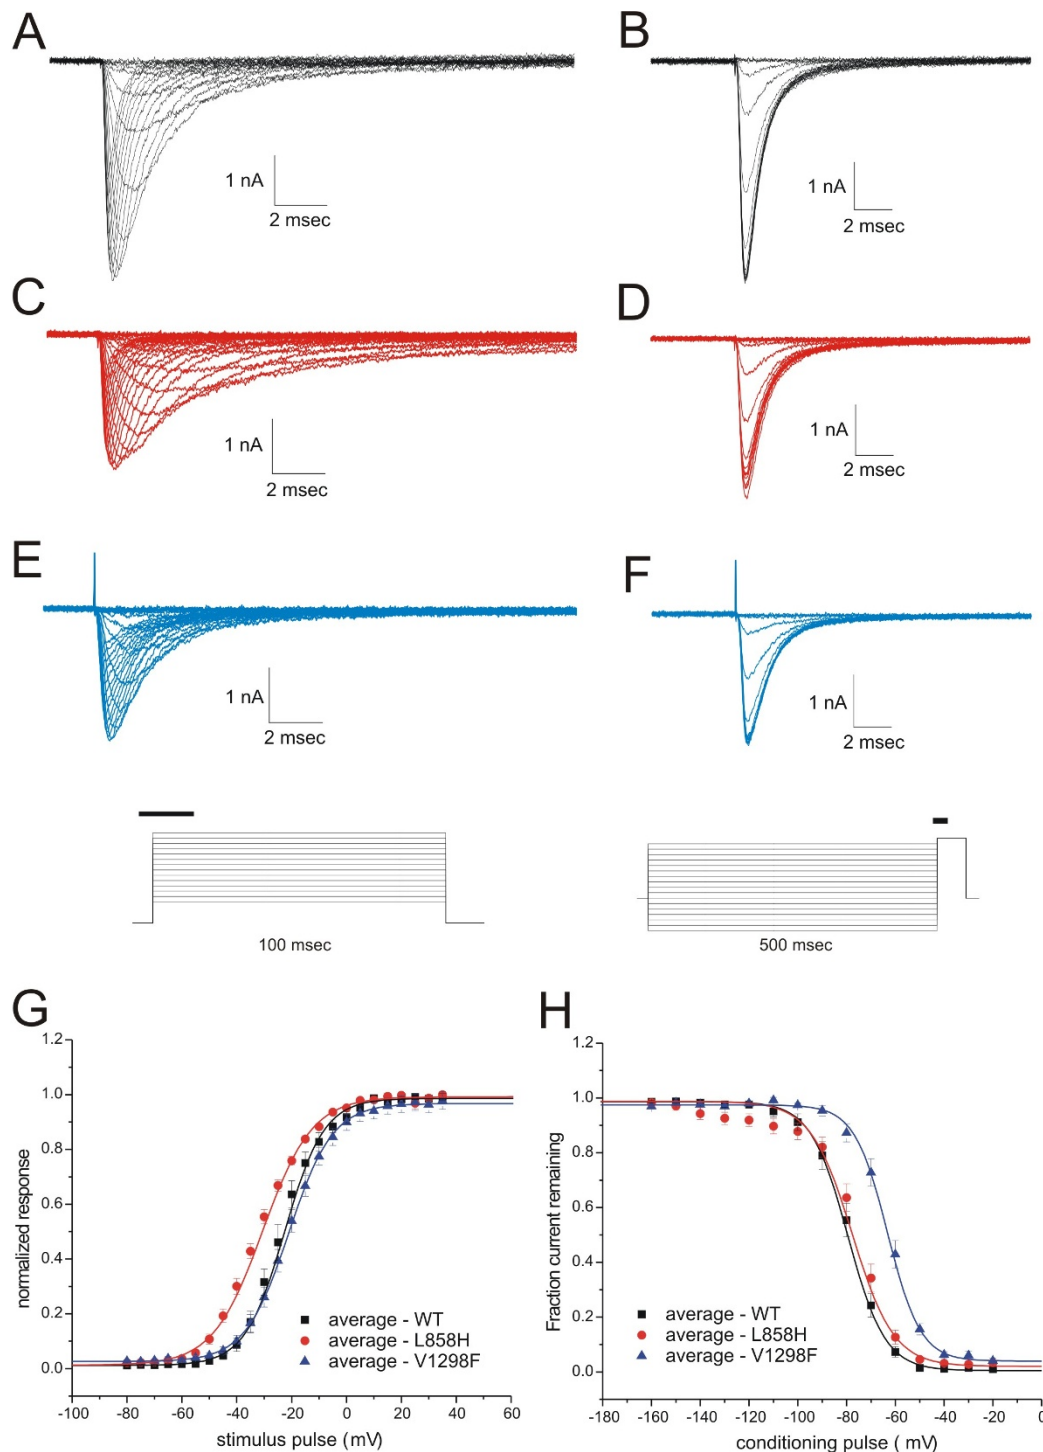 A
B
1 nA
2 msec
1 nA
2 msec
C
D
1 nA
2 msec
1 nA
2 msec
E
F
1 nA
2 msec
1 nA
2 msec
100 msec
500 msec
G
H
1.2
1.0
0.8
0.6
0.4
0.2
0.0
normalized response
average - WT
average - L858H
average - V1298F
-100 -80 -60 -40 -20 0 20 40 60
stimulus pulse ( mV)
1.2
1.0
0.8
0.6
0.4
0.2
0.0
Fraction current remaining
average - WT
average - L858H
average - V1298F
-180 -160 -140 -120 -100 -80 -60 -40 -20 0
conditioning pulse ( mV)